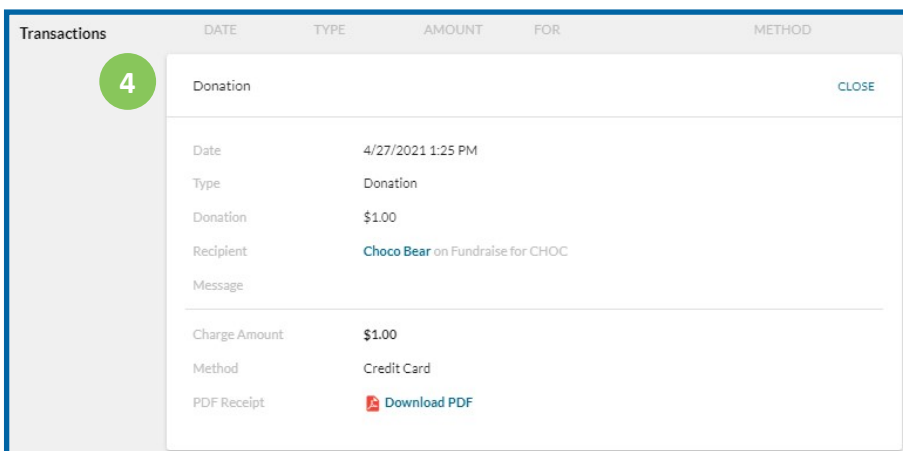 Transactions DATE TYPE AMOUNT FOR METHOD
4 Donation CLOSE
Date 4/27/2021 1:25 PM
Type Donation
Donation $1.00
Recipient Choco Bear on Fundraise for CHOC
Message
Charge Amount $1.00
Method Credit Card
PDF Receipt Download PDF